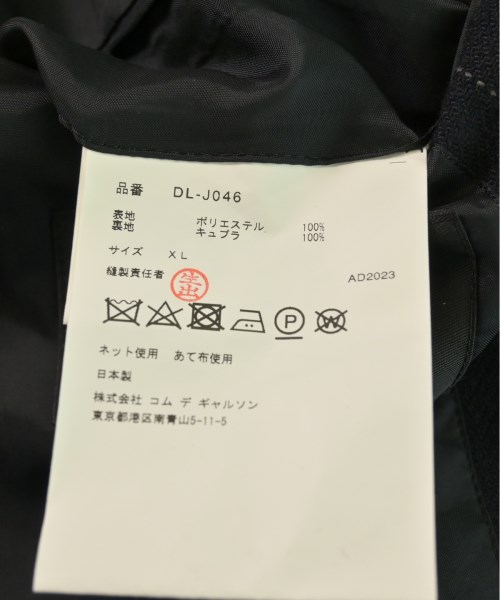 品番 DL-J046
表地 ポリエステル 100%
裏地 キュプラ 100%
サイズ XL
縫製責任者 生出
AD2023
P W
ネット使用 あて布使用
日本製
株式会社 コム デ ギャルソン
東京都港区南青山5-11-5